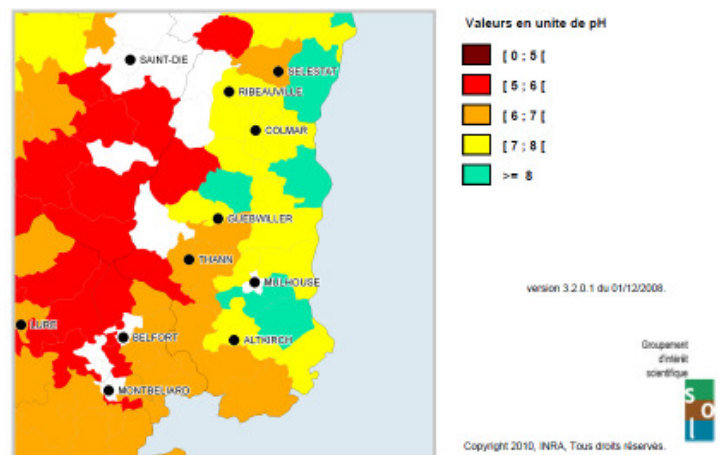 Valeurs en unite de pH
[ 0 ; 5 [
[ 5 ; 6 [
[ 6 ; 7 [
[ 7 ; 8 [
>= 8
SAINT-DIE
SELESTAT
RIBEAUVILLE
COLMAR
GUEBWILLER
THANN
MULHOUSE
LURE
BELFORT
ALTKIRCH
MONTBELIARD
version 3.2.0.1 du 01/12/2008.
Groupement
d'intérêt
scientifique
S
o
l
Copyright 2010, INRA, Tous droits réservés.